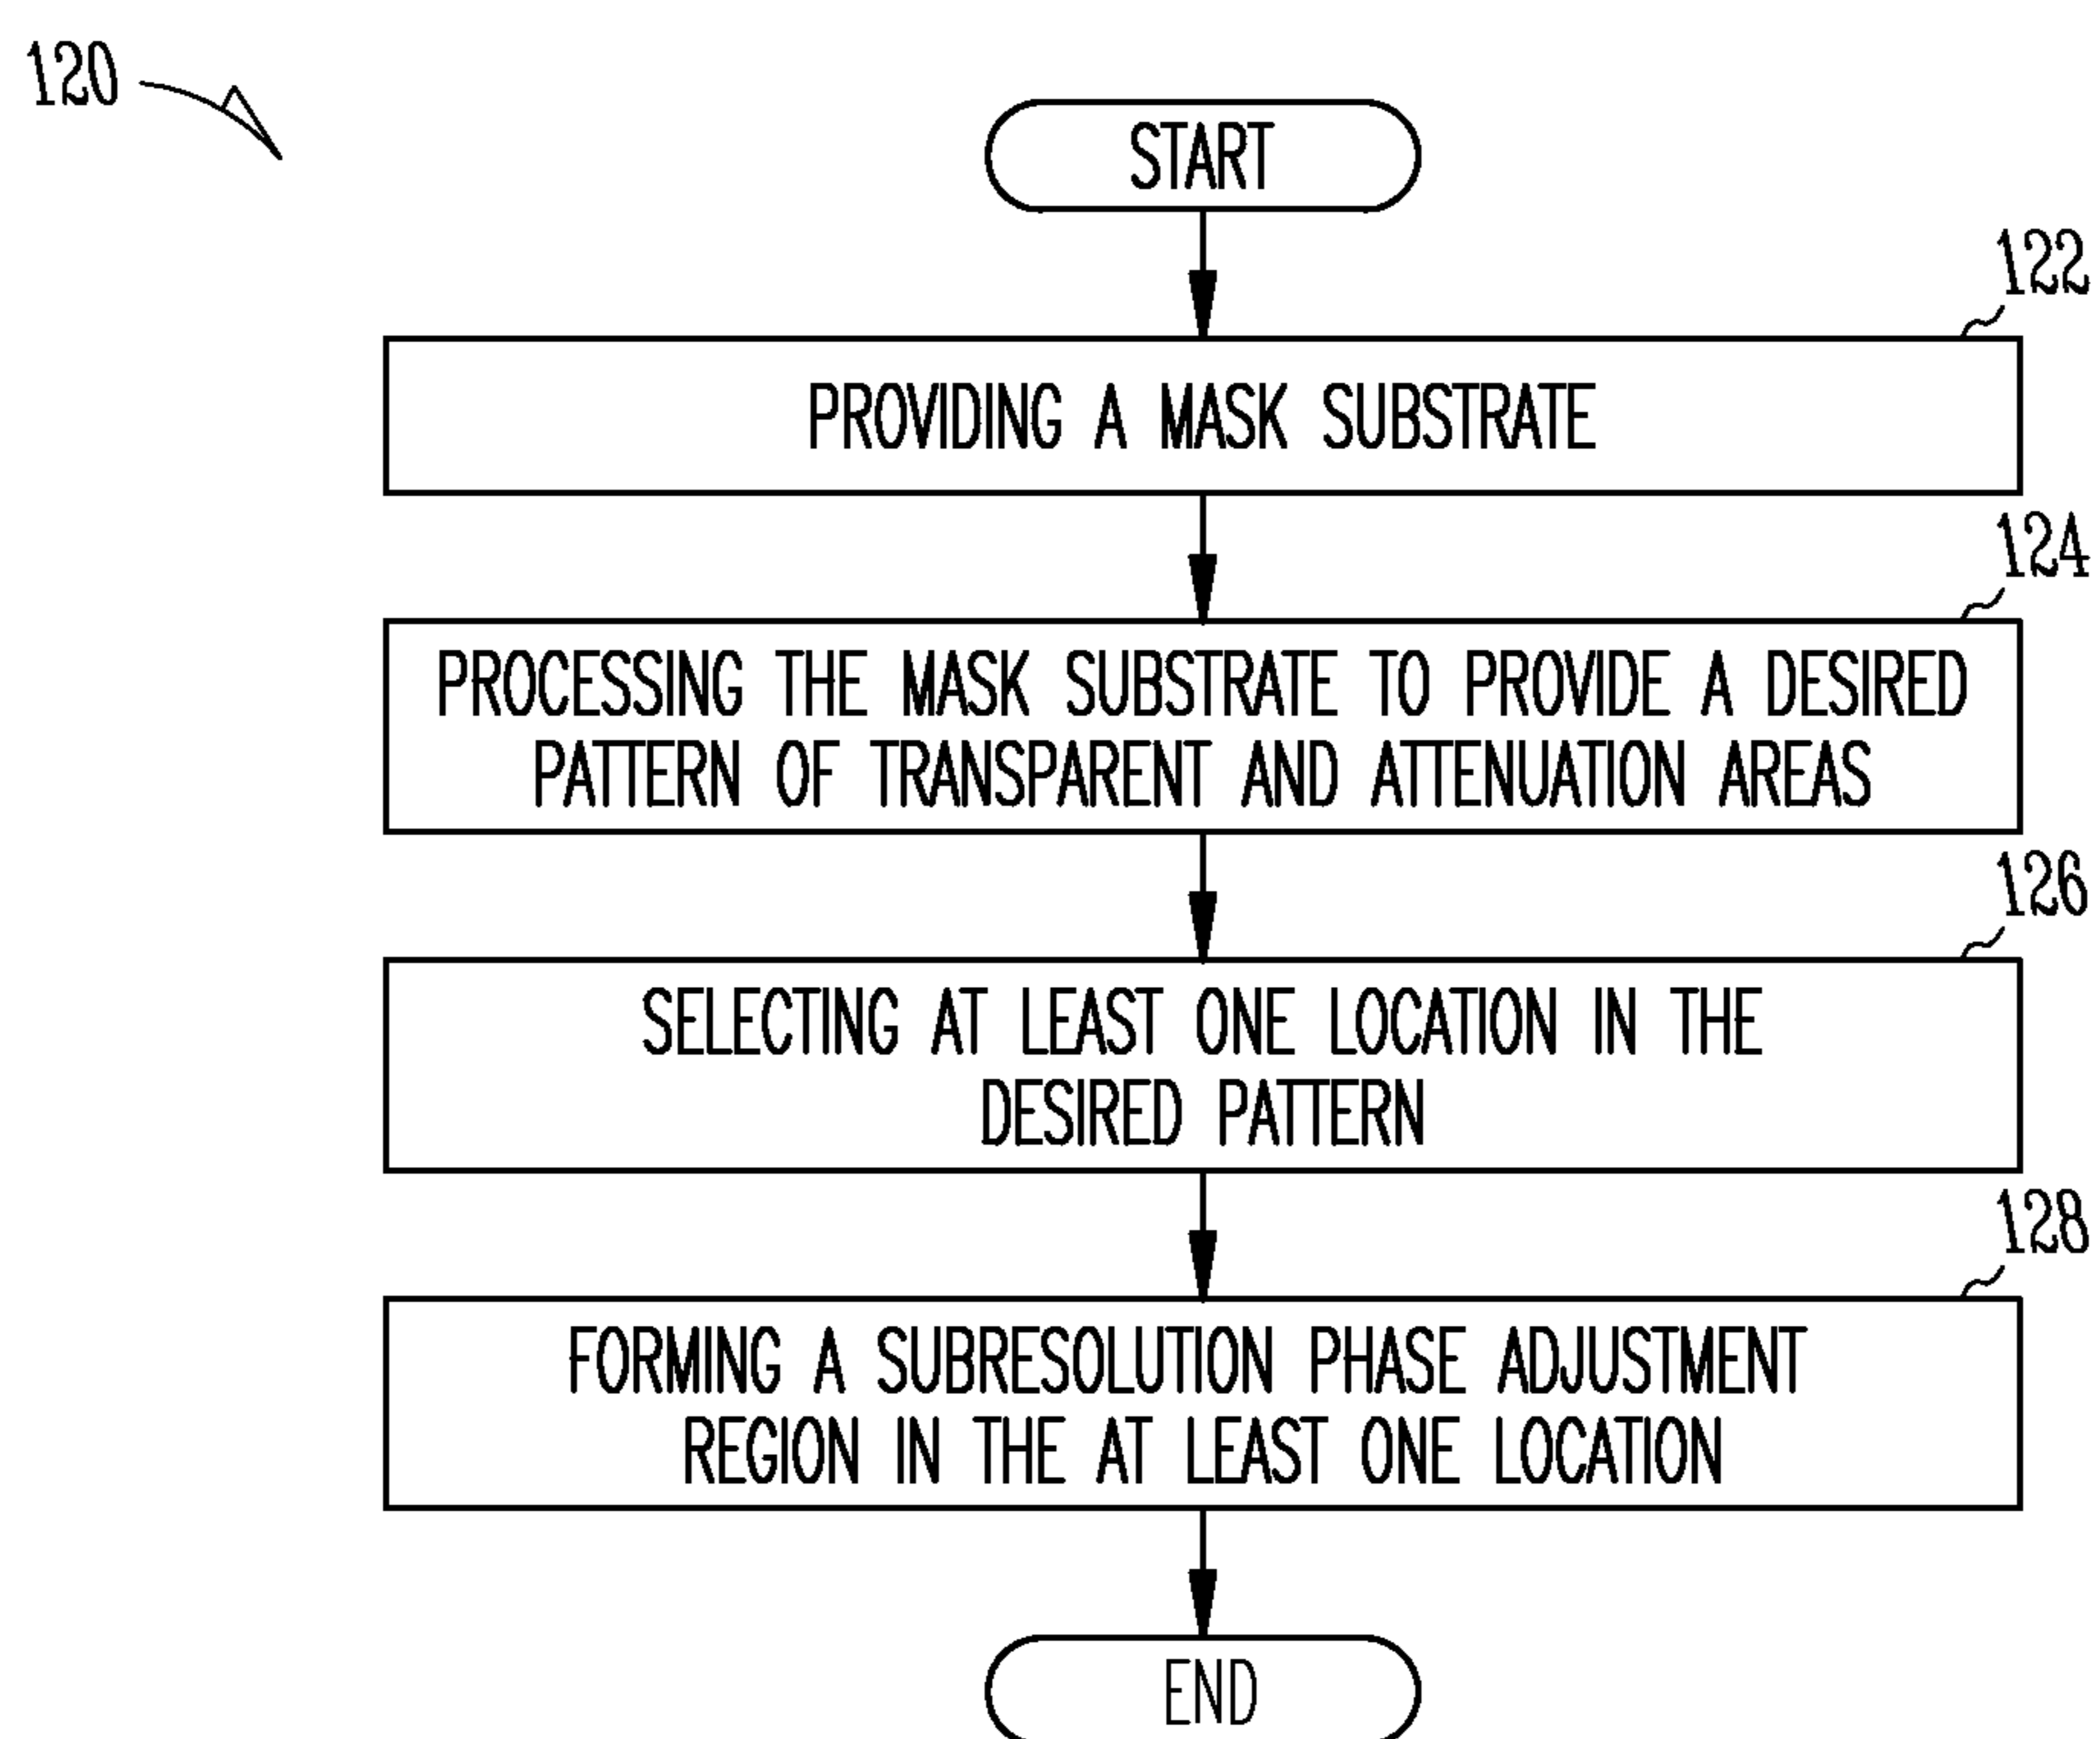 120
START
122
PROVIDING A MASK SUBSTRATE
124
PROCESSING THE MASK SUBSTRATE TO PROVIDE A DESIRED
PATTERN OF TRANSPARENT AND ATTENUATION AREAS
126
SELECTING AT LEAST ONE LOCATION IN THE
DESIRED PATTERN
128
FORMING A SUBRESOLUTION PHASE ADJUSTMENT
REGION IN THE AT LEAST ONE LOCATION
END